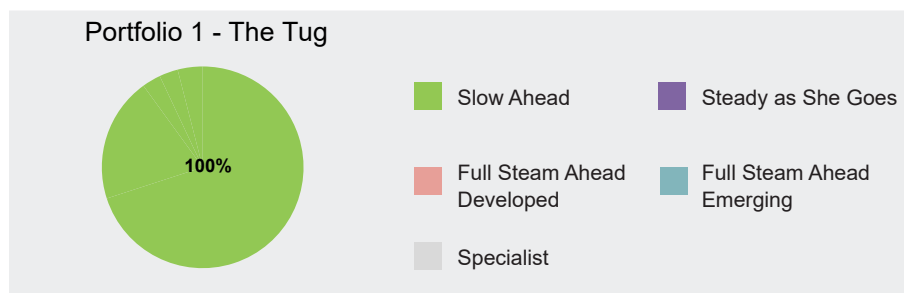 Portfolio 1 - The Tug
100%
Slow Ahead
Steady as She Goes
Full Steam Ahead
Developed
Full Steam Ahead
Emerging
Specialist